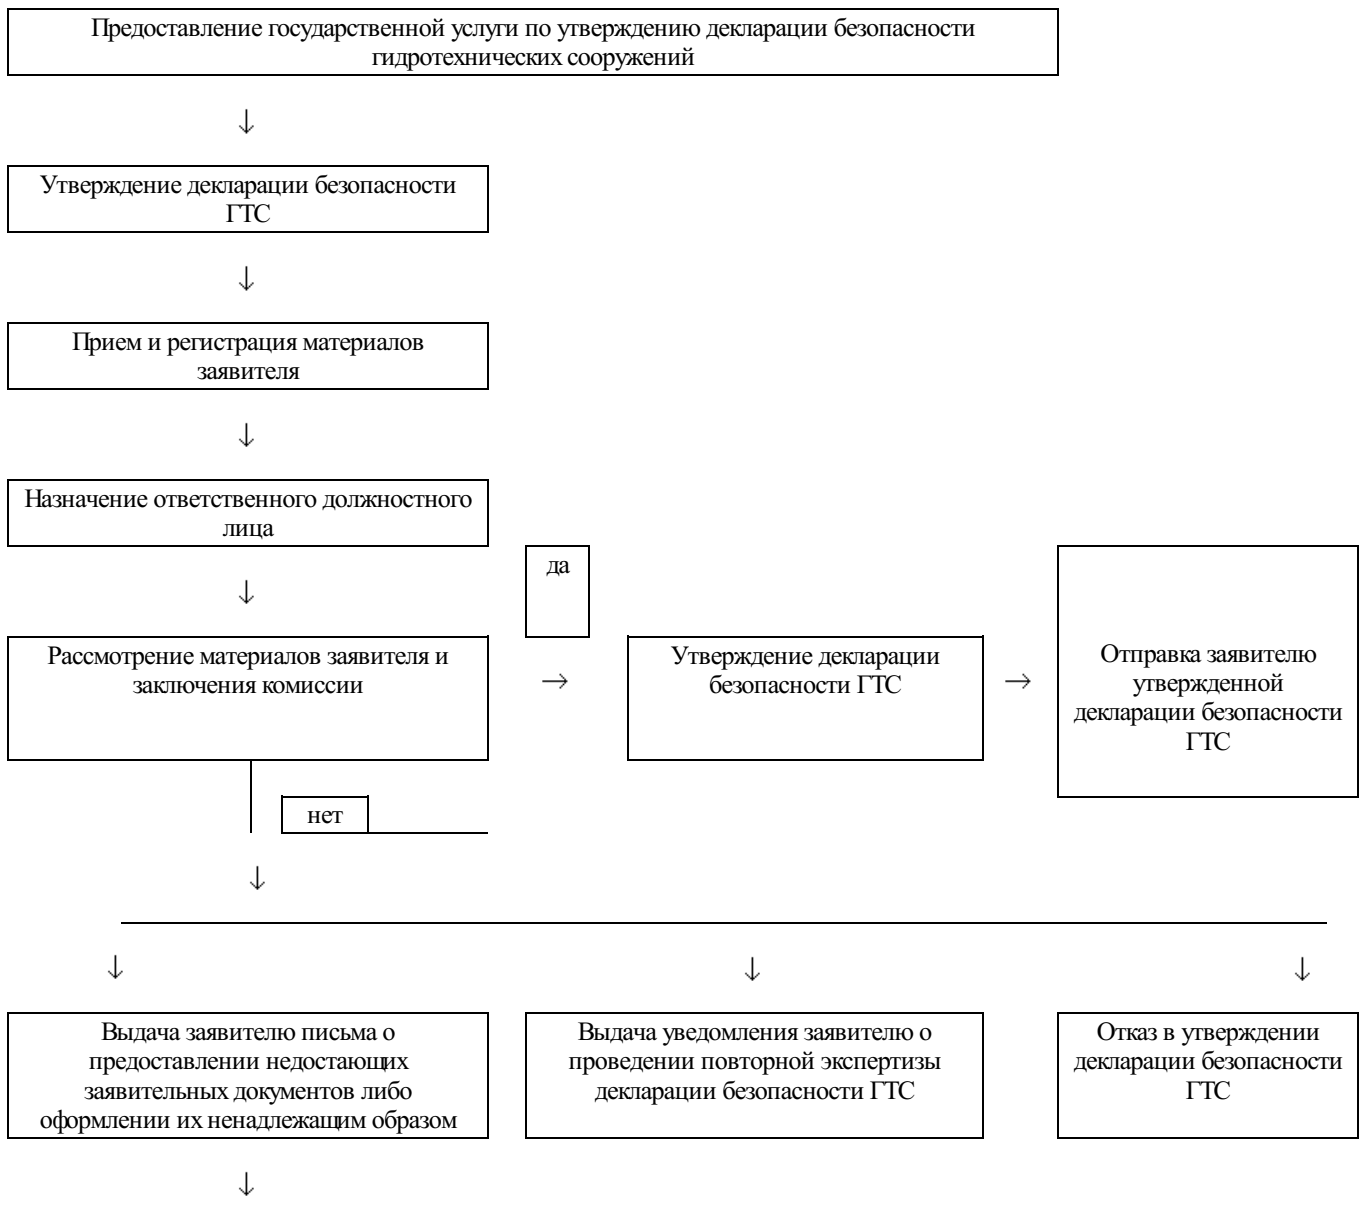 Предоставление государственной услуги по утверждению декларации безопасности
гидротехнических сооружений
↓
Утверждение декларации безопасности
ГТС
↓
Прием и регистрация материалов
заявителя
↓
Назначение ответственного должностного
лица
↓
да
Рассмотрение материалов заявителя и
заключения комиссии
→
Утверждение декларации
безопасности ГТС
→
Отправка заявителю
утвержденной
декларации безопасности
ГТС
нет
↓
↓
↓
↓
Выдача заявителю письма о
предоставлении недостающих
заявительных документов либо
оформлении их ненадлежащим образом
Выдача уведомления заявителю о
проведении повторной экспертизы
декларации безопасности ГТС
Отказ в утверждении
декларации безопасности
ГТС
↓